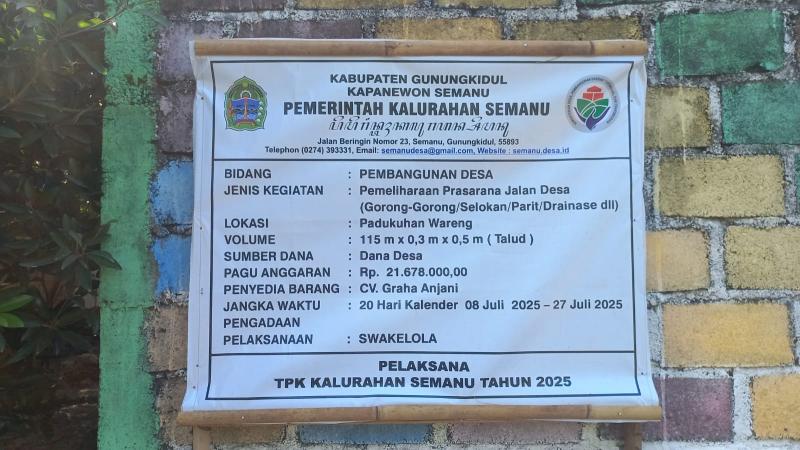 KABUPATEN GUNUNGKIDUL
KAPANEWON SEMANU
PEMERINTAH KALURAHAN SEMANU
Jalan Beringin Nomor 23, Semanu, Gunungkidul, 55893
Telephon (0274) 393331, Email: semanudesa@gmail.com, Website : semanu.desa.id
BIDANG : PEMBANGUNAN DESA
JENIS KEGIATAN : Pemeliharaan Prasarana Jalan Desa
(Gorong-Gorong/Selokan/Parit/Drainase dll)
LOKASI : Padukuhan Wareng
VOLUME : 115 m x 0,3 m x 0,5 m ( Talud )
SUMBER DANA : Dana Desa
PAGU ANGGARAN : Rp. 21.678.000,00
PENYEDIA BARANG : CV. Graha Anjani
JANGKA WAKTU : 20 Hari Kalender 08 Juli 2025 – 27 Juli 2025
PENGADAAN
PELAKSANAAN : SWAKELOLA
PELAKSANA
TPK KALURAHAN SEMANU TAHUN 2025